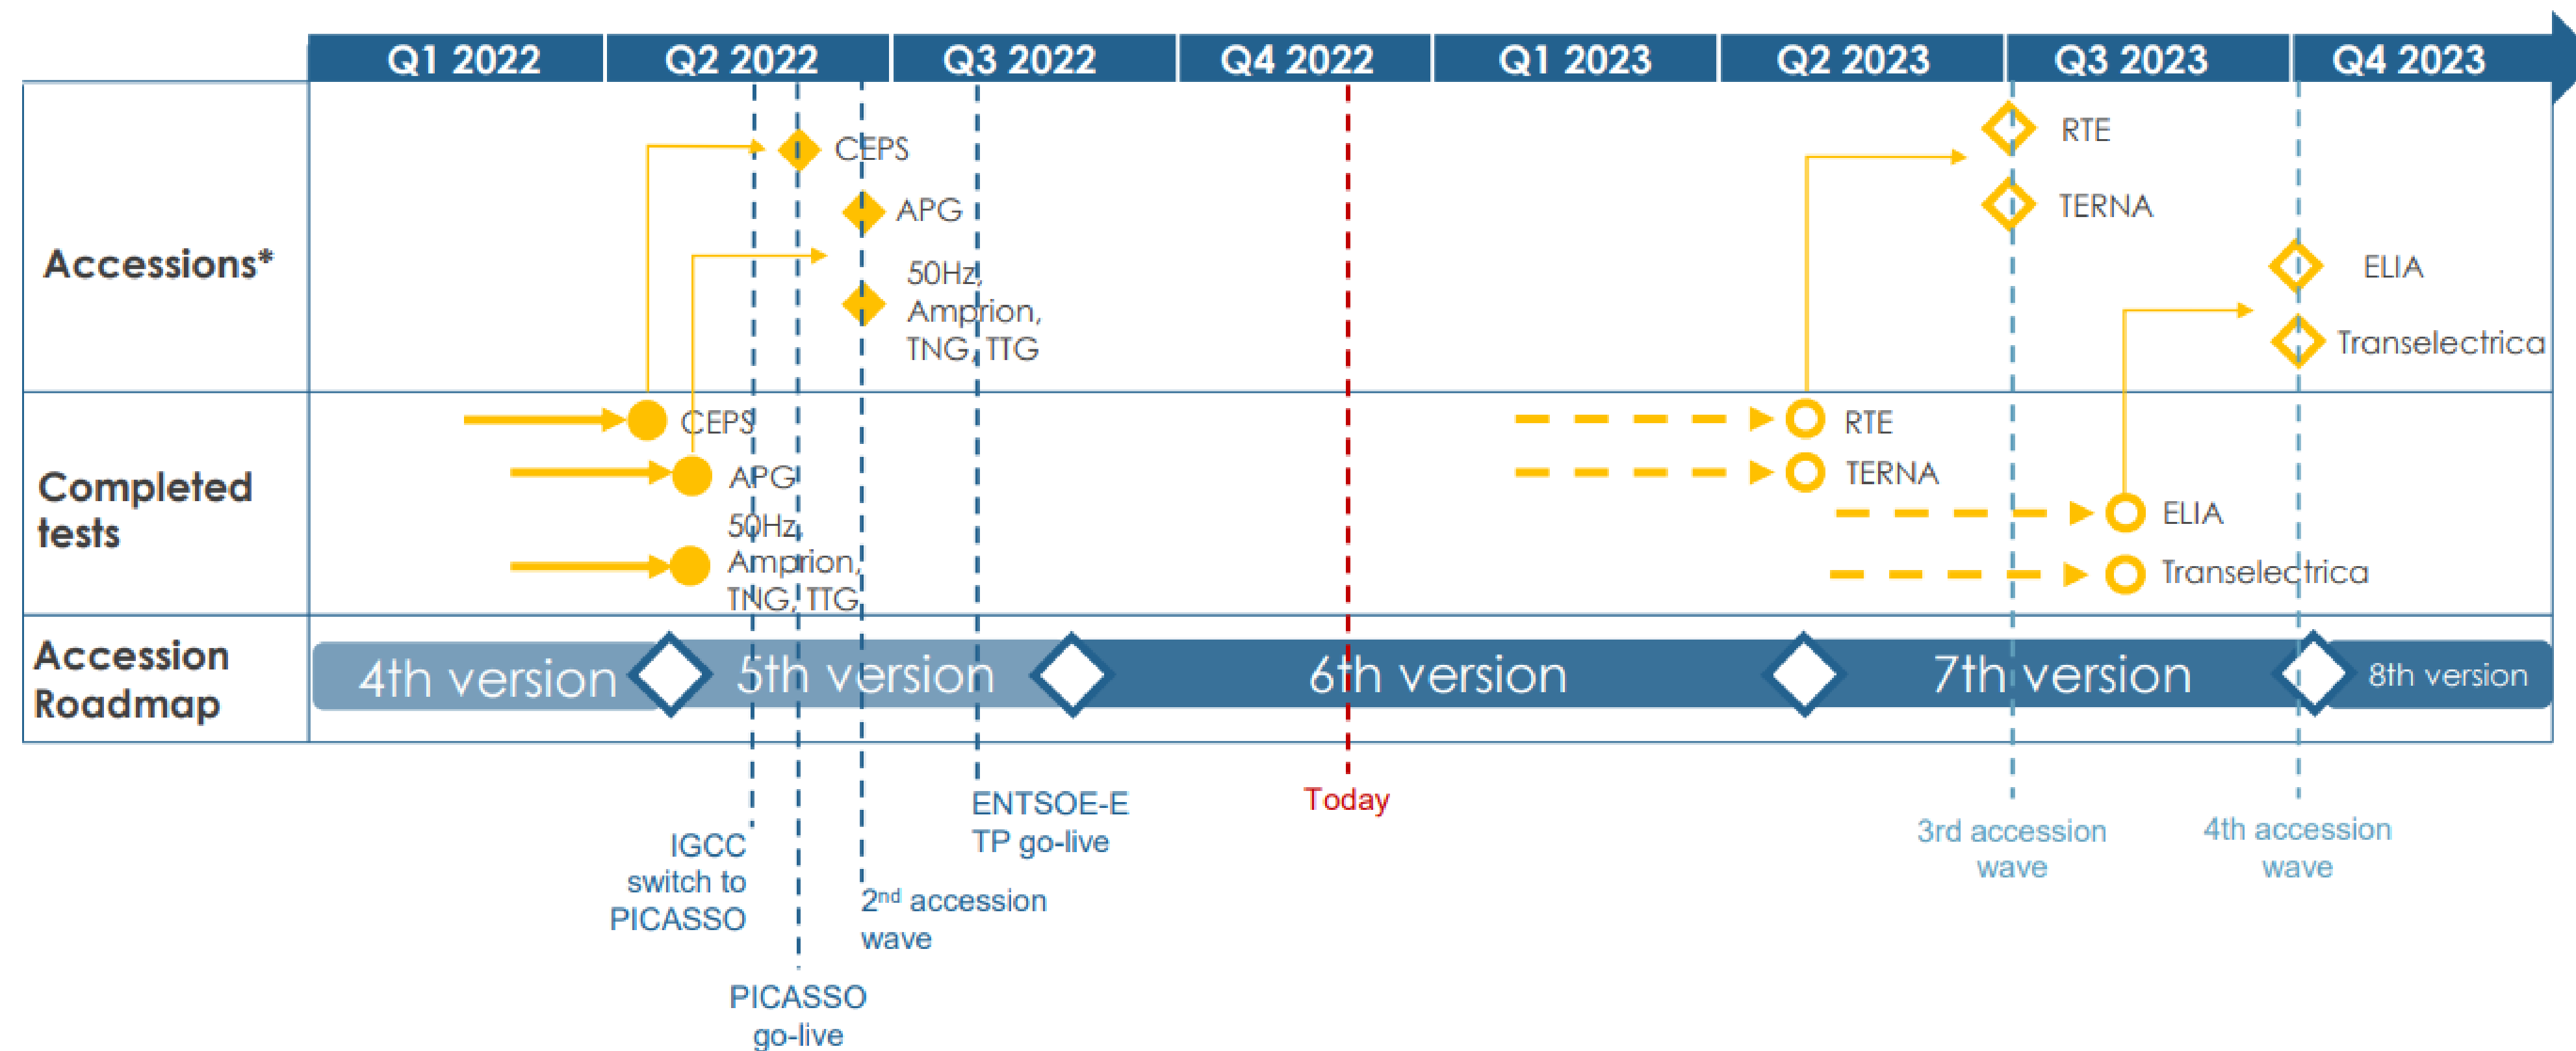 Q1 2022
Q2 2022
Q3 2022
Q4 2022
Q1 2023
Q2 2023
Q3 2023
Q4 2023
Accessions*
CEPS
APG
50Hz,
Amprion,
TNG, TTG
RTE
TERNA
ELIA
Transelectrica
Completed
tests
CEPS
APG
50Hz,
Amprion,
TNG, TTG
RTE
TERNA
ELIA
Transelectrica
Accession
Roadmap
4th version
5th version
6th version
7th version
8th version
IGCC
switch to
PICASSO
PICASSO
go-live
2nd accession
wave
ENTSOE-E
TP go-live
Today
3rd accession
wave
4th accession
wave